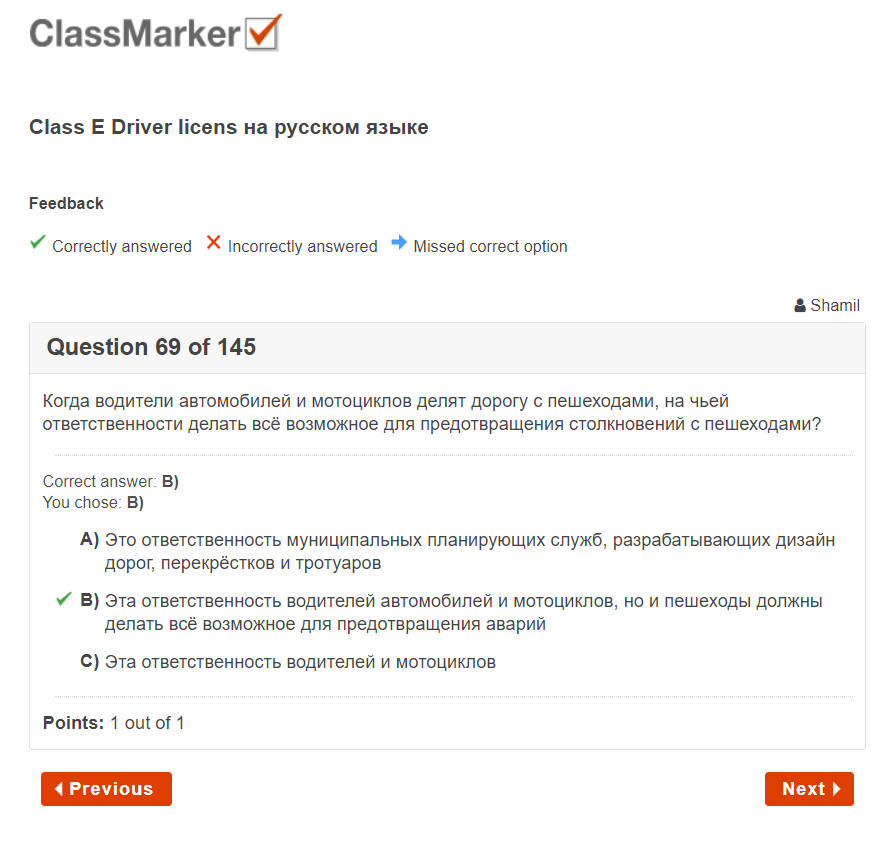 ClassMarker
Class E Driver licens на русском языке
Feedback
Correctly answered Incorrectly answered Missed correct option
Shamil
Question 69 of 145
Когда водители автомобилей и мотоциклов делят дорогу с пешеходами, на чьей
ответственности делать всё возможное для предотвращения столкновений с пешеходами?
Correct answer: B)
You chose: B)
A) Это ответственность муниципальных планирующих служб, разрабатывающих дизайн
дорог, перекрёстков и тротуаров
B) Эта ответственность водителей автомобилей и мотоциклов, но и пешеходы должны
делать всё возможное для предотвращения аварий
C) Эта ответственность водителей и мотоциклов
Points: 1 out of 1
Previous
Next